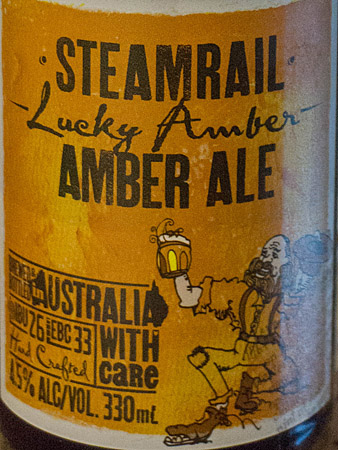 STEAMRAIL
Lucky Amber
AMBER ALE
BREWED &
BOTTLED
AUSTRALIA
IBU 26 EBC 33
WITH
Hand Crafted
care
4.5% ALC/VOL. 330mL